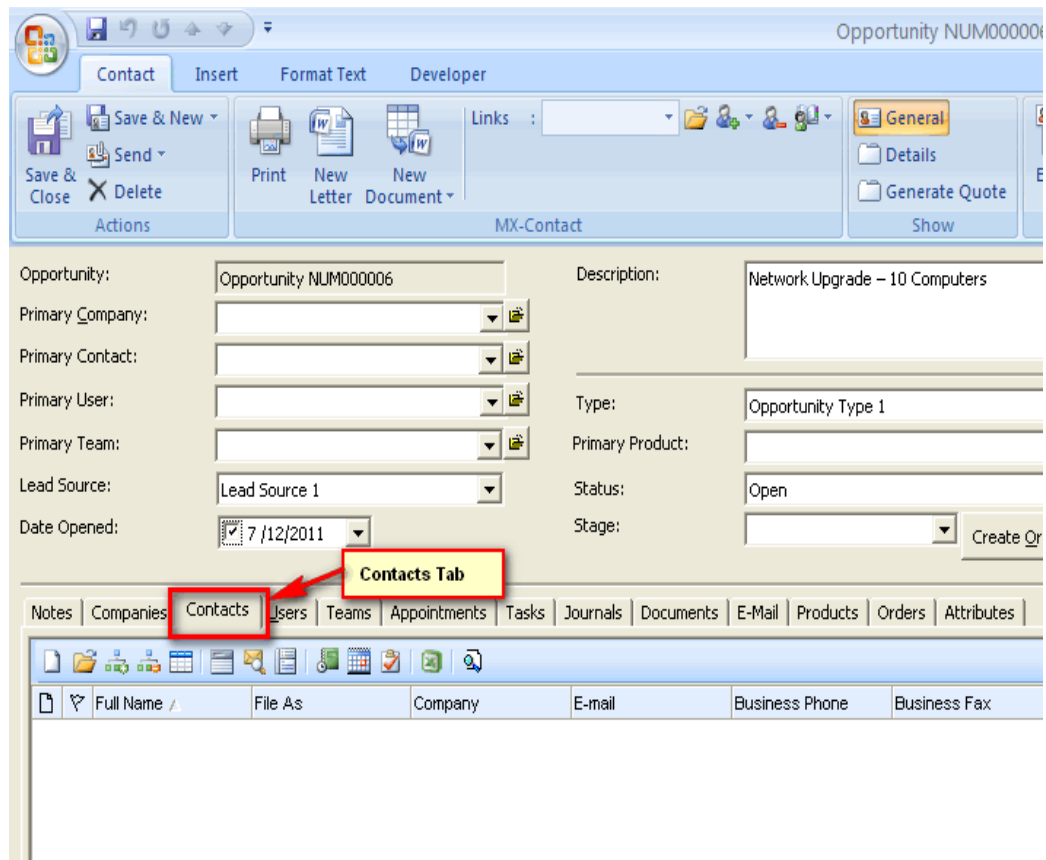 Opportunity NUM000006
Contact Insert Format Text Developer
Save & Close
Save & New
Send
Delete
Actions
Print
New Letter
New Document
Links :
MX-Contact
General
Details
Generate Quote
Show
Opportunity: Opportunity NUM000006
Primary Company:
Primary Contact:
Primary User:
Primary Team:
Lead Source: Lead Source 1
Date Opened: 7 /12/2011
Description: Network Upgrade – 10 Computers
Type: Opportunity Type 1
Primary Product:
Status: Open
Stage:
Create Or
Contacts Tab
Notes Companies Contacts Users Teams Appointments Tasks Journals Documents E-Mail Products Orders Attributes
Full Name File As Company E-mail Business Phone Business Fax